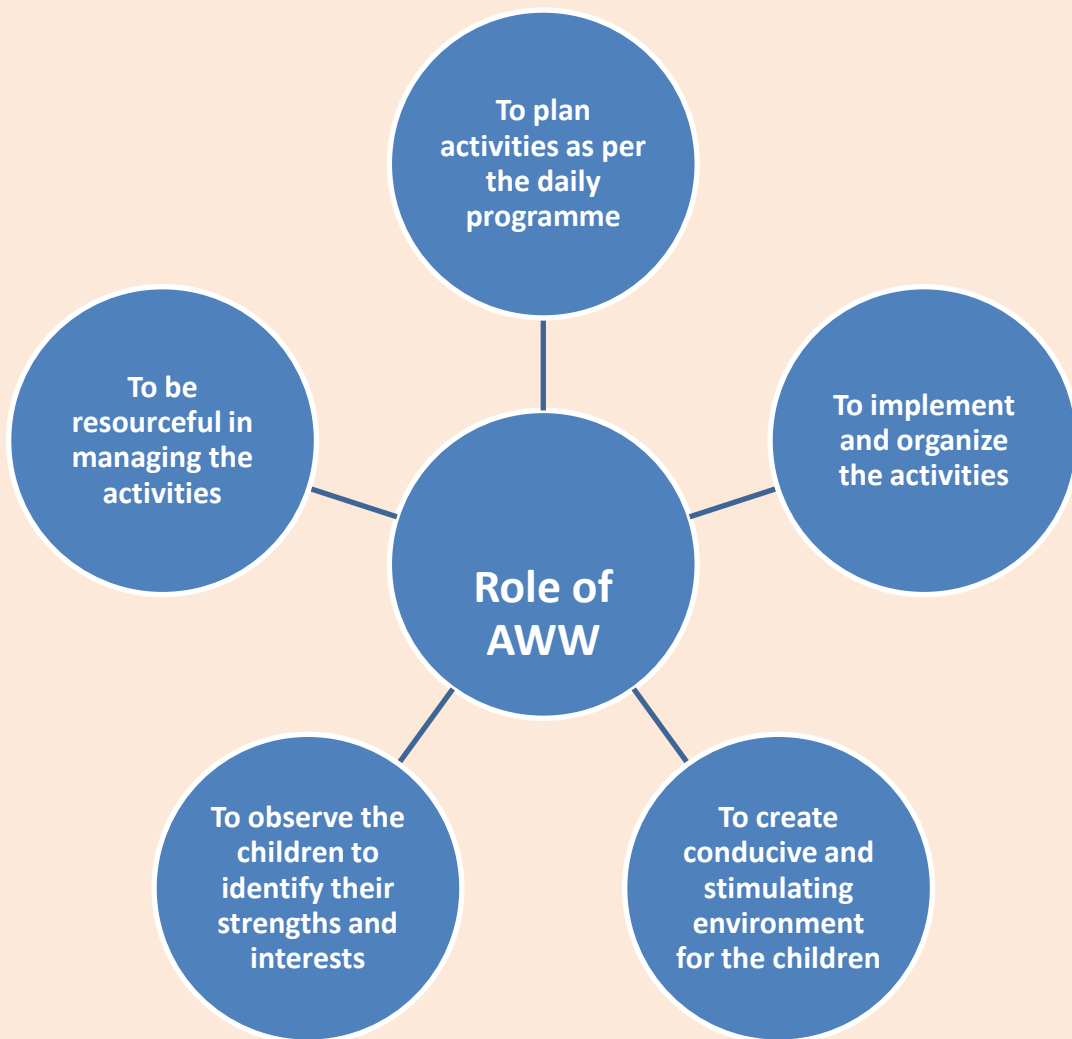 To plan
activities as per
the daily
programme
To be
resourceful in
managing the
activities
To implement
and organize
the activities
Role of
AWW
To observe the
children to
identify their
strengths and
interests
To create
conducive and
stimulating
environment
for the children